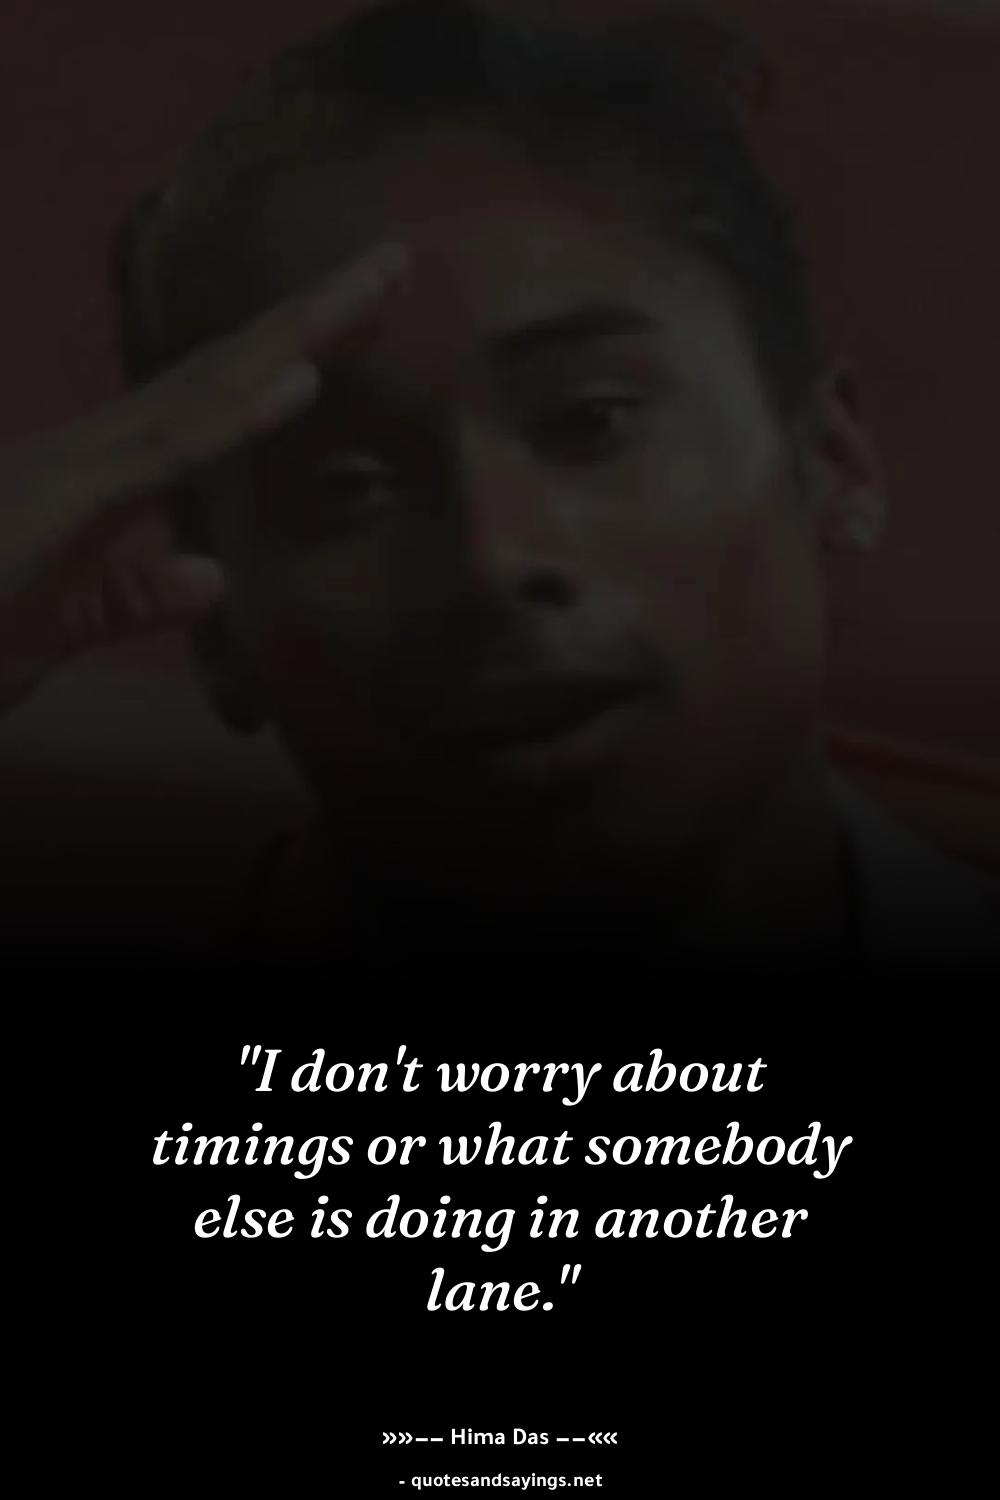 "I don't worry about
timings or what somebody
else is doing in another
lane."
»»−− Hima Das −−««
- quotesandsayings.net